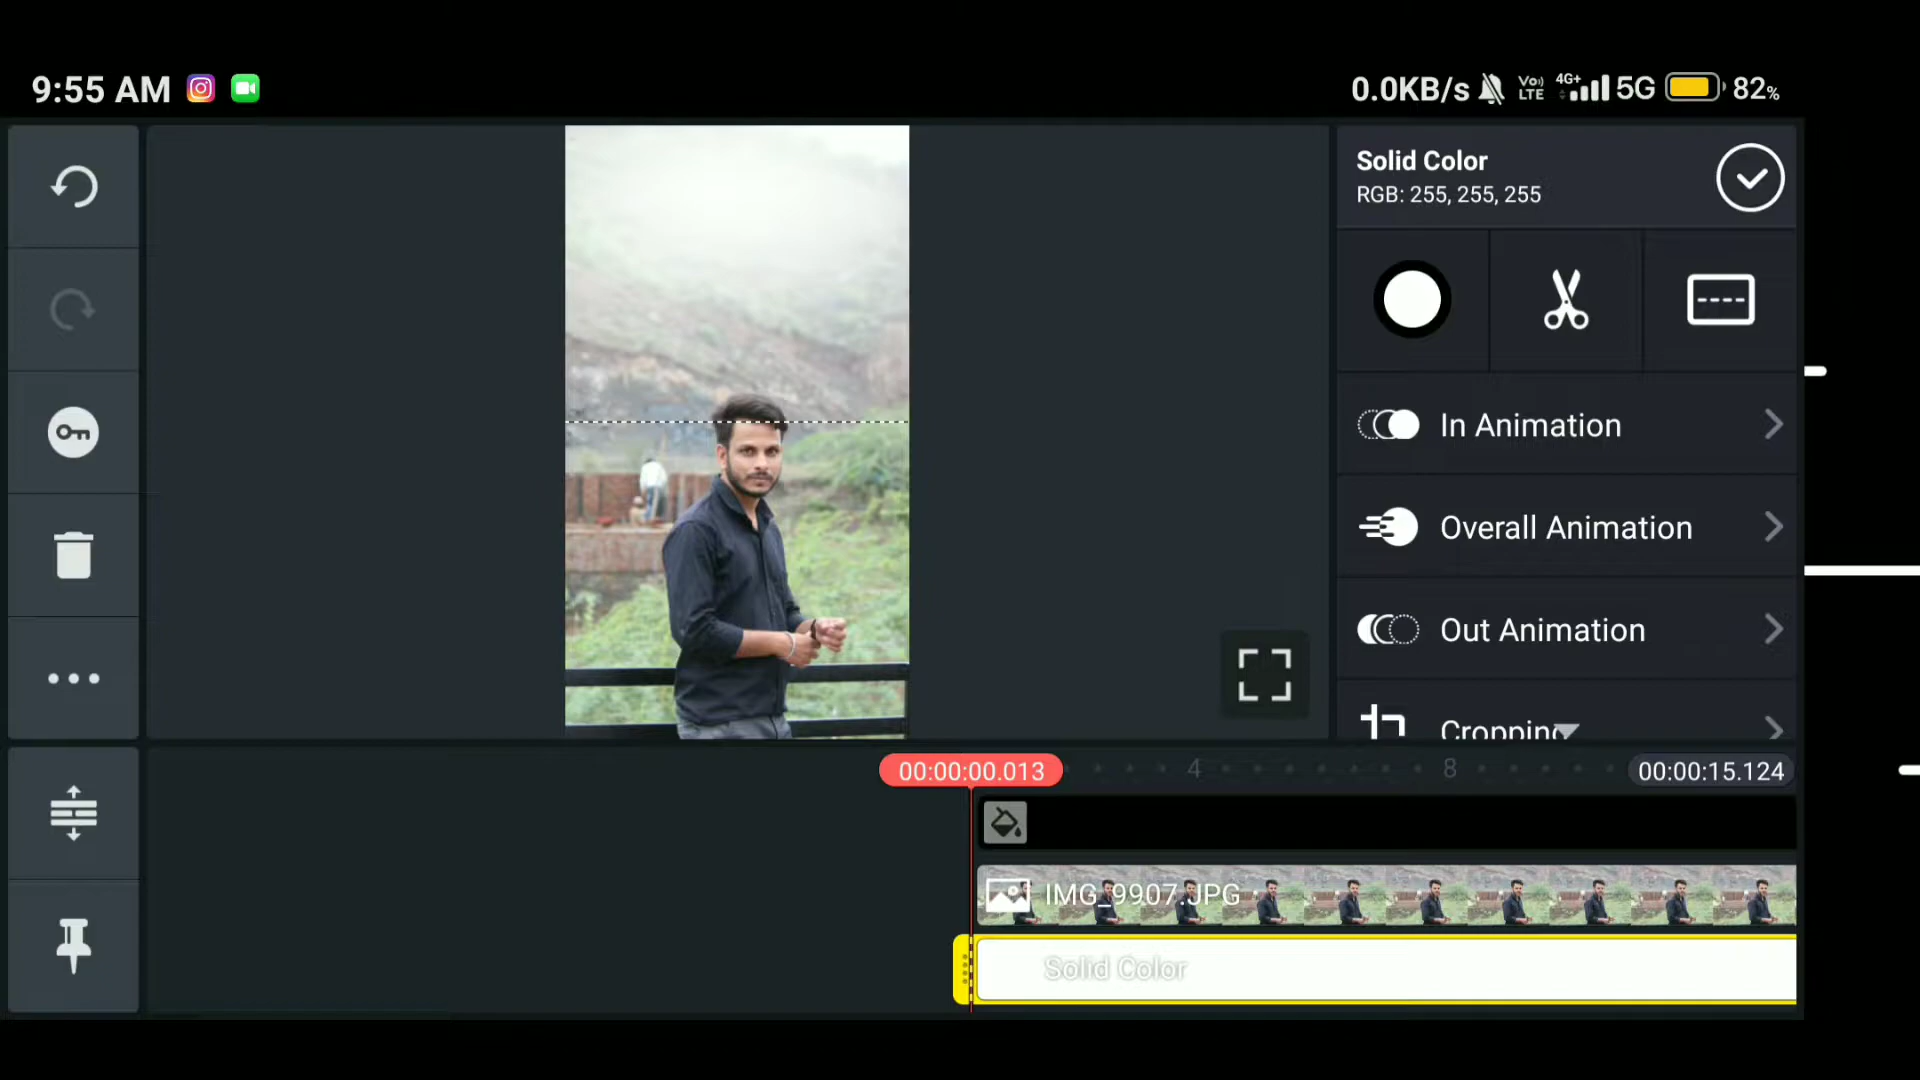 9:55 AM
0.0KB/s Vo) LTE 4G+ 5G 82%
Solid Color
RGB: 255, 255, 255
In Animation
Overall Animation
Out Animation
Cropping
00:00:00.013 4 8 00:00:15.124
IMG_9907.JPG
Solid Color